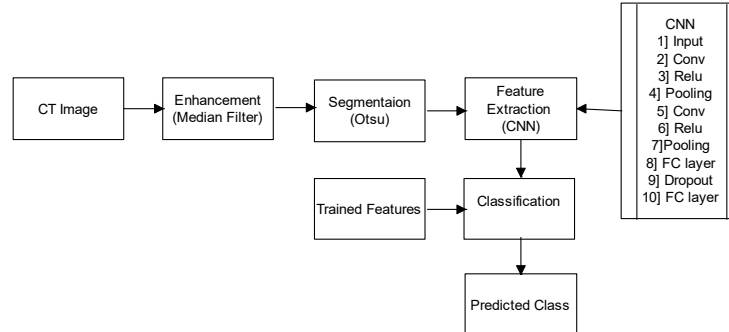 CT Image
Enhancement
(Median Filter)
Segmentaion
(Otsu)
Feature
Extraction
(CNN)
CNN
1] Input
2] Conv
3] Relu
4] Pooling
5] Conv
6] Relu
7]Pooling
8] FC layer
9] Dropout
10] FC layer
Trained Features
Classification
Predicted Class